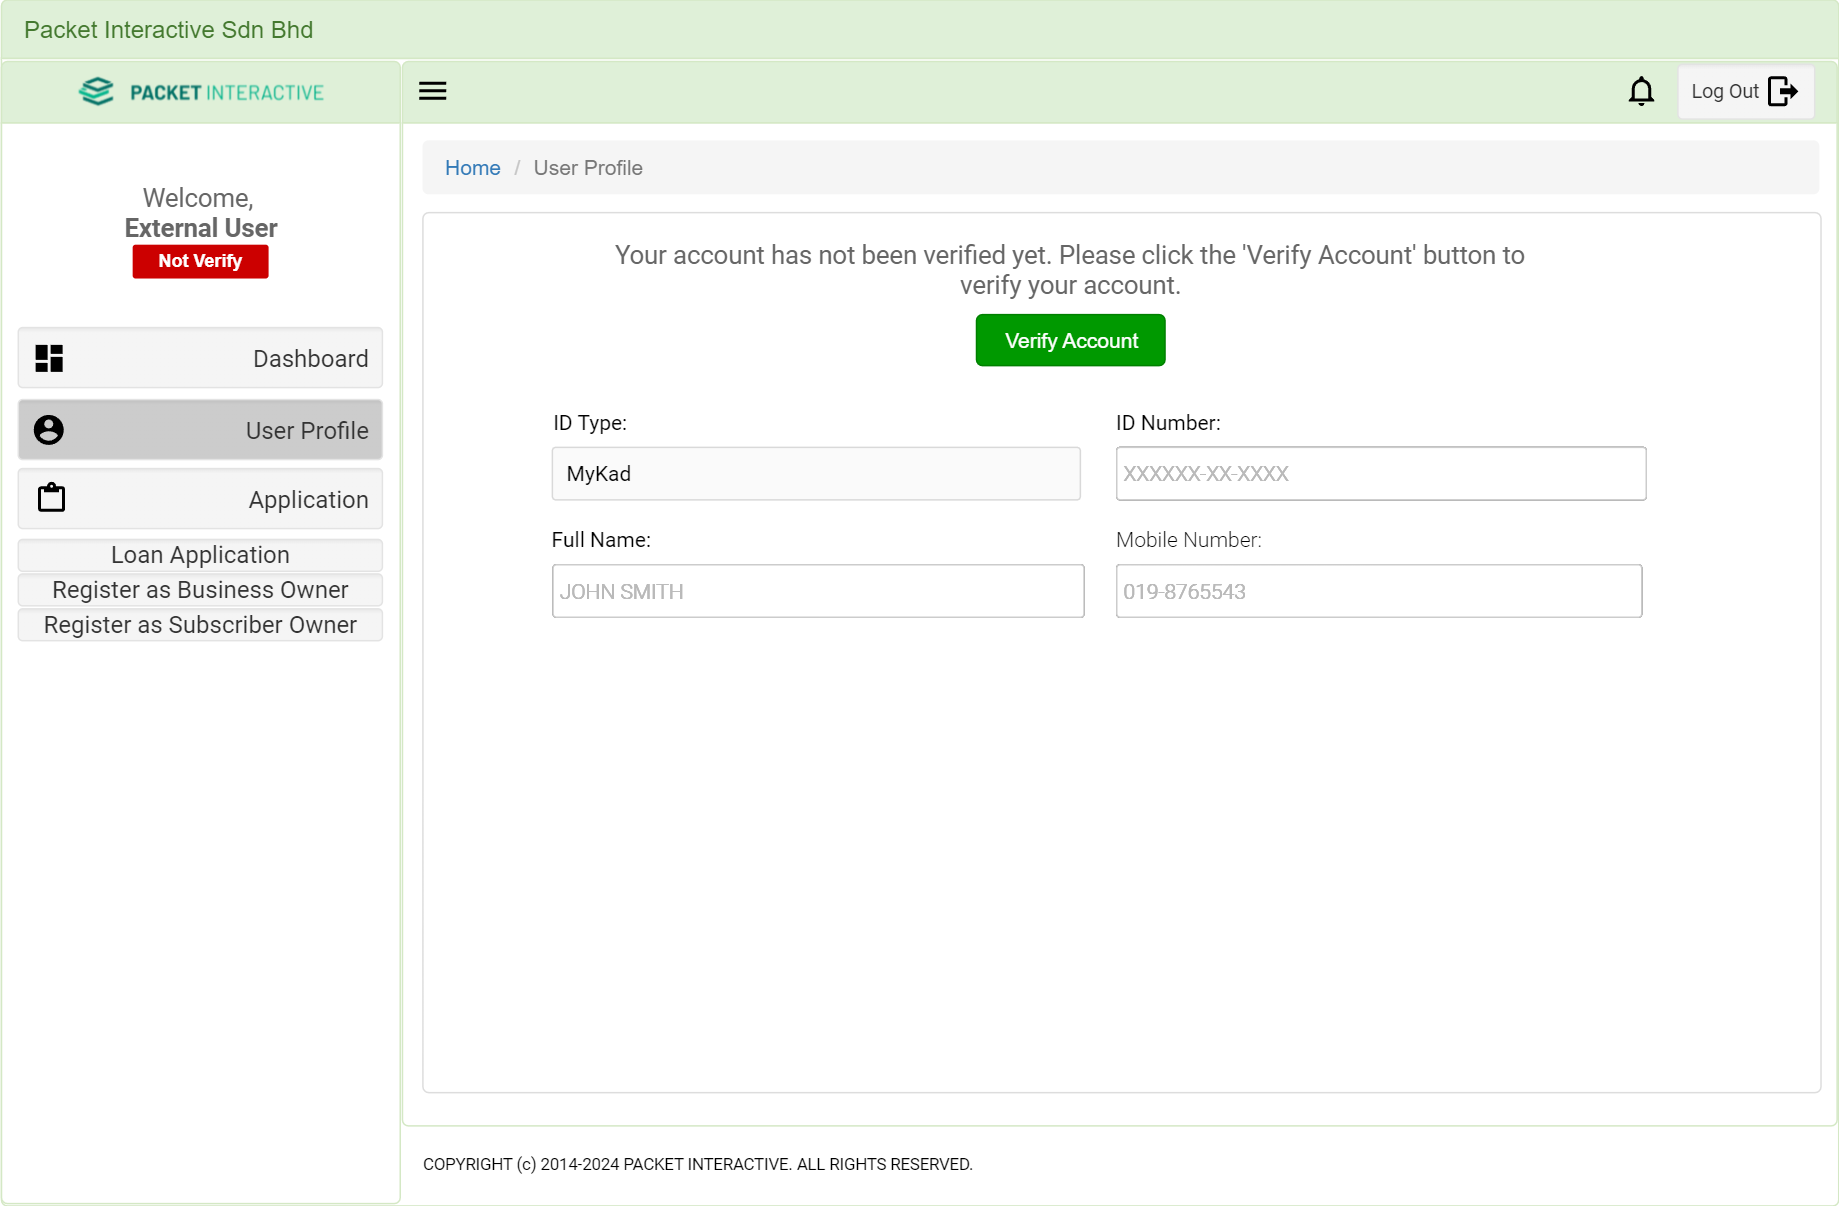 Packet Interactive Sdn Bhd
PACKET INTERACTIVE
Log Out
Welcome,
External User
Not Verify
Dashboard
User Profile
Application
Loan Application
Register as Business Owner
Register as Subscriber Owner
Home / User Profile
Your account has not been verified yet. Please click the 'Verify Account' button to
verify your account.
Verify Account
ID Type:
MyKad
ID Number:
XXXXXX-XX-XXXX
Full Name:
JOHN SMITH
Mobile Number:
019-8765543
COPYRIGHT (c) 2014-2024 PACKET INTERACTIVE. ALL RIGHTS RESERVED.